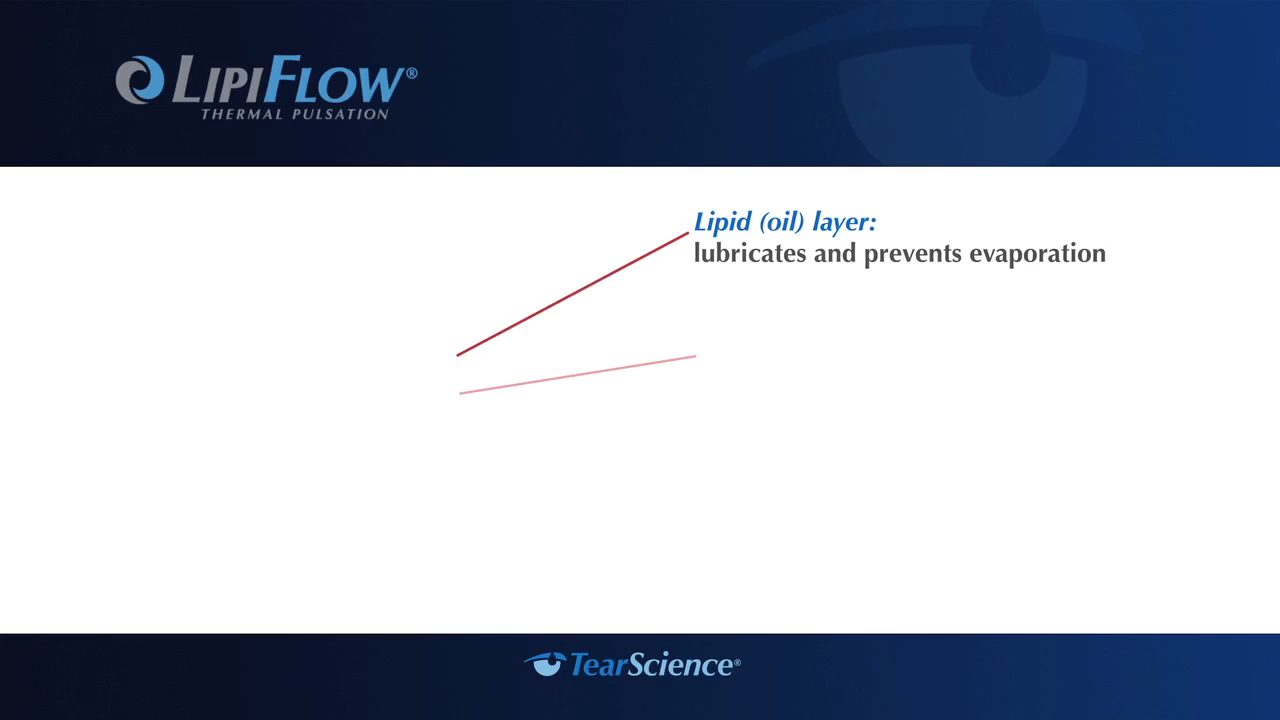 LIPIFLOW®
THERMAL PULSATION
Lipid (oil) layer:
lubricates and prevents evaporation
TearScience®